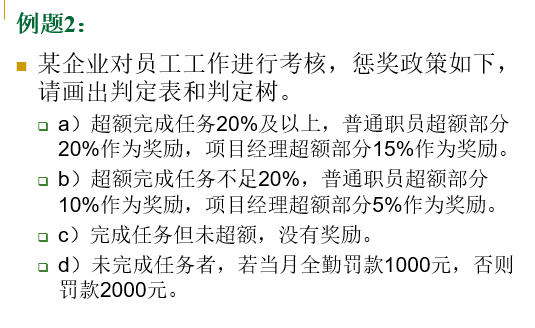 例题2：
某企业对员工工作进行考核，惩奖政策如下，
请画出判定表和判定树。
a）超额完成任务20%及以上，普通职员超额部分
20%作为奖励，项目经理超额部分15%作为奖励。
b）超额完成任务不足20%，普通职员超额部分
10%作为奖励，项目经理超额部分5%作为奖励。
c）完成任务但未超额，没有奖励。
d）未完成任务者，若当月全勤罚款1000元，否则
罚款2000元。